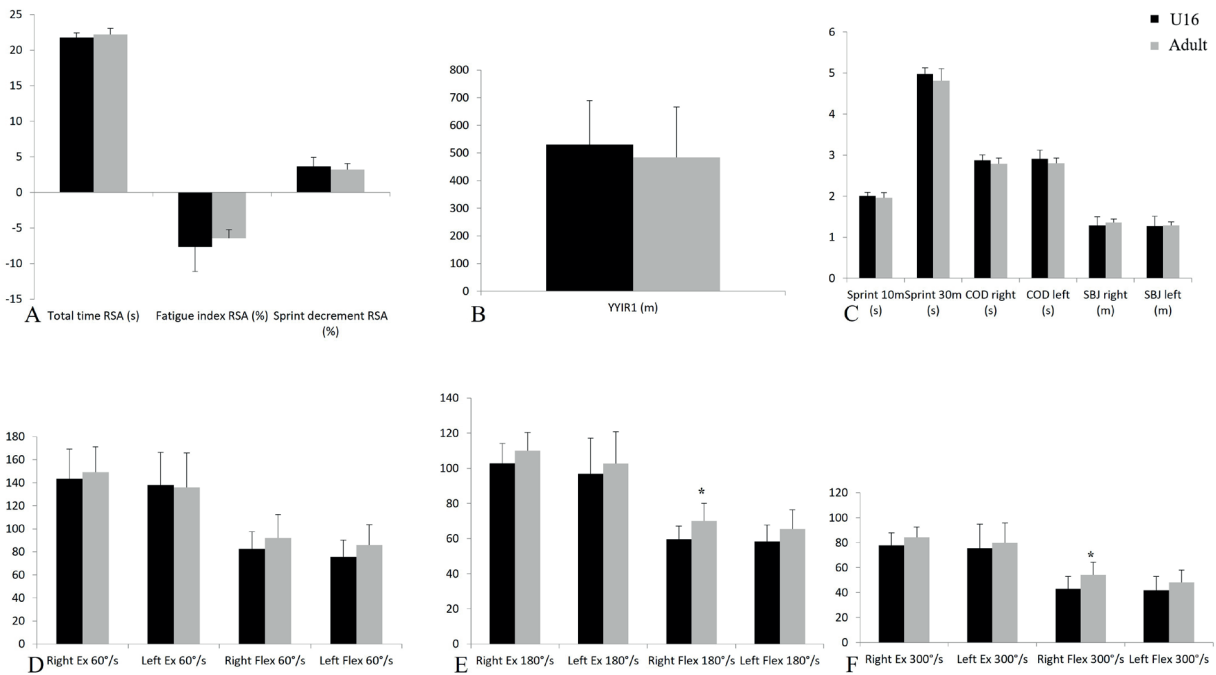 U16
Adult
25
20
15
10
5
0
-5
-10
-15
A
Total time RSA (s)
Fatigue index RSA (%)
Sprint decrement RSA
(%)
800
700
600
500
400
300
200
100
0
B
YYIR1 (m)
6
5
4
3
2
1
0
C
Sprint 10m
(s)
Sprint 30m
(s)
COD right
(s)
COD left
(s)
SBJ right
(m)
SBJ left
(m)
180
160
140
120
100
80
60
40
20
0
D
Right Ex 60°/s
Left Ex 60°/s
Right Flex 60°/s
Left Flex 60°/s
140
120
100
80
60
40
20
0
*
E
Right Ex 180°/s
Left Ex 180°/s
Right Flex 180°/s
Left Flex 180°/s
120
100
80
60
40
20
0
*
F
Right Ex 300°/s
Left Ex 300°/s
Right Flex 300°/s
Left Flex 300°/s